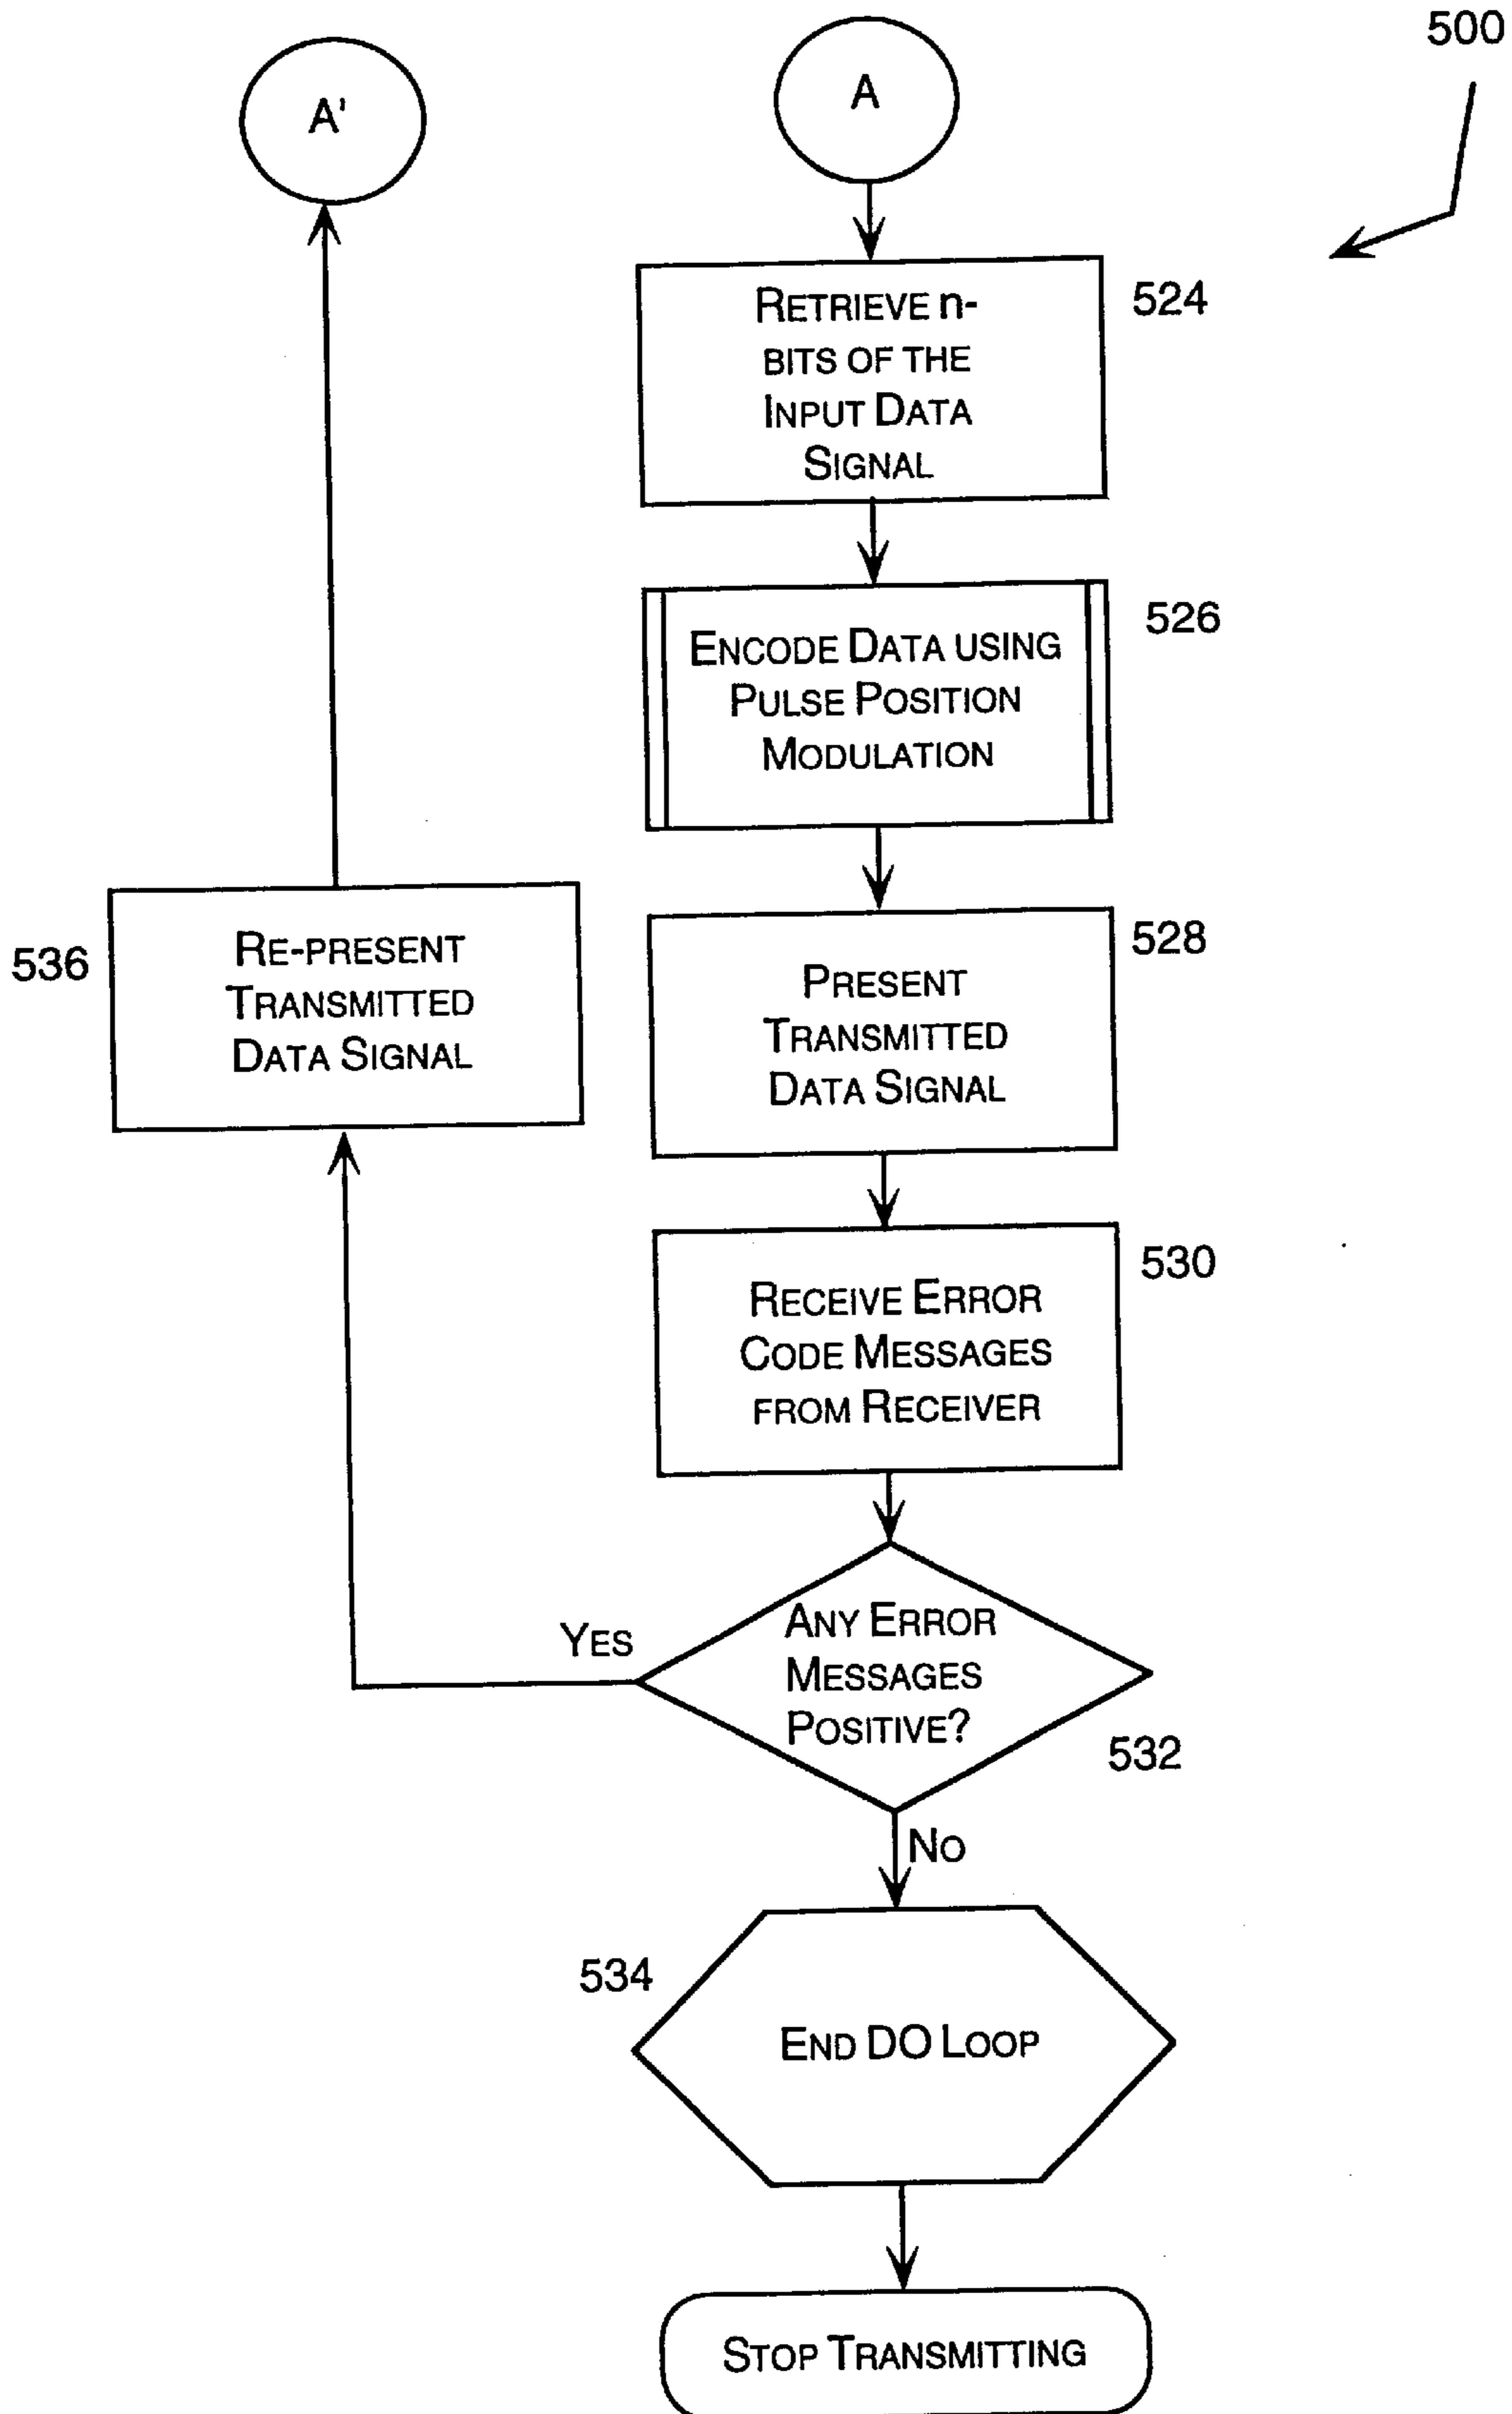 500
A'
A
RETRIEVE n-
BITS OF THE
INPUT DATA
SIGNAL
524
ENCODE DATA USING
PULSE POSITION
MODULATION
526
PRESENT
TRANSMITTED
DATA SIGNAL
528
536
RE-PRESENT
TRANSMITTED
DATA SIGNAL
RECEIVE ERROR
CODE MESSAGES
FROM RECEIVER
530
YES
ANY ERROR
MESSAGES
POSITIVE?
532
NO
534
END DO LOOP
STOP TRANSMITTING